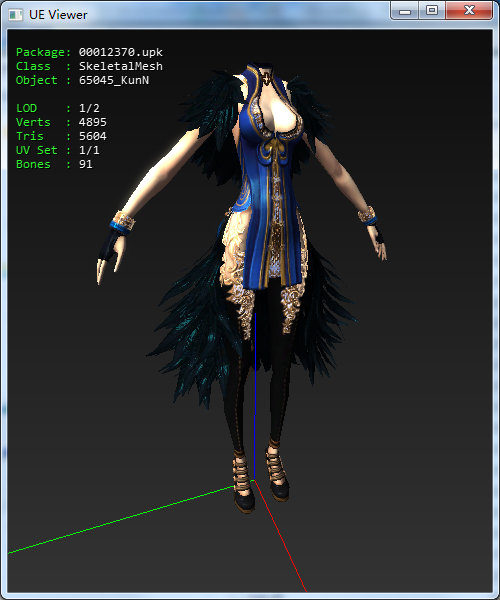 UE Viewer
Package: 00012370.upk
Class : SkeletalMesh
Object : 65045_KunN
LOD : 1/2
Verts : 4895
Tris : 5604
UV Set : 1/1
Bones : 91